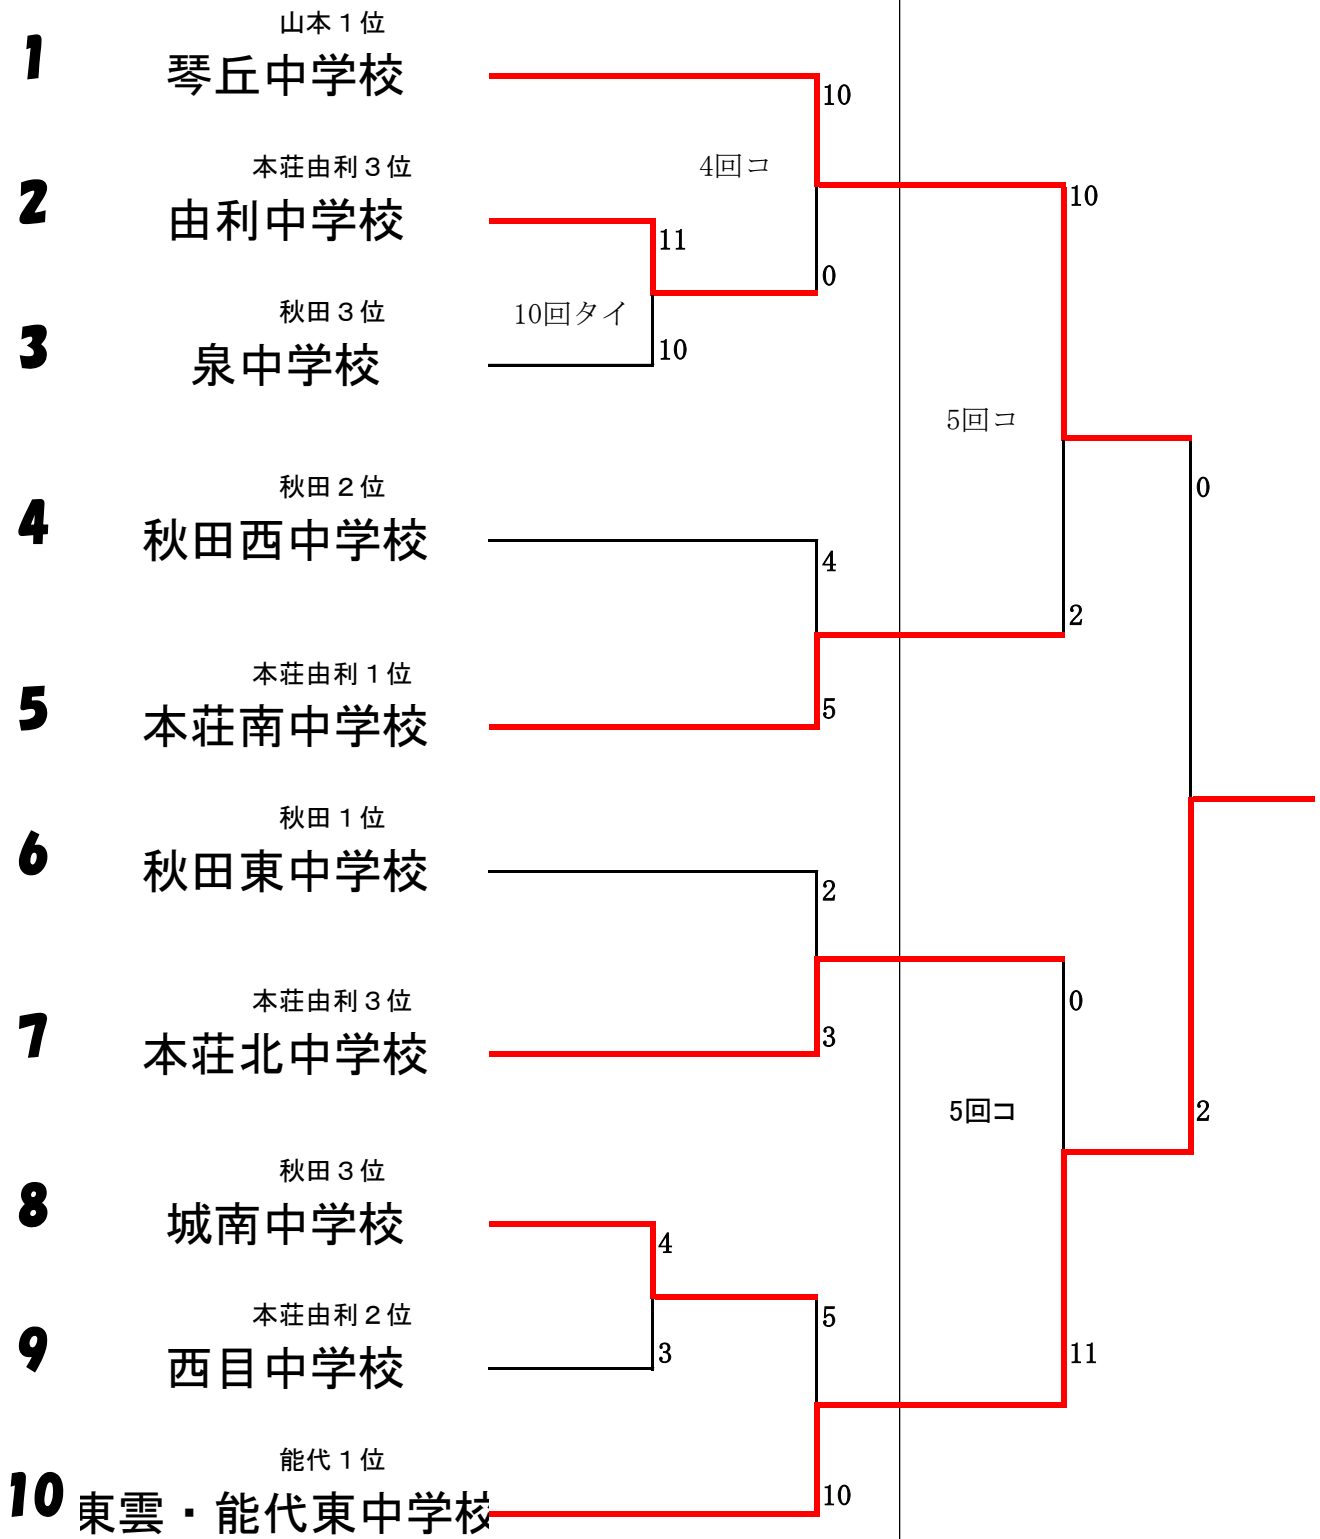 山本１位
1 琴丘中学校
10
4回コ
本荘由利３位
2 由利中学校
10
11
0
秋田３位
10回タイ
3 泉中学校
10
5回コ
秋田２位
0
4 秋田西中学校
4
2
本荘由利１位
5 本荘南中学校
5
秋田１位
6 秋田東中学校
2
本荘由利３位
0
7 本荘北中学校
3
5回コ
2
秋田３位
8 城南中学校
4
本荘由利２位
5
9 西目中学校
3
11
能代１位
10 東雲・能代東中学校
10